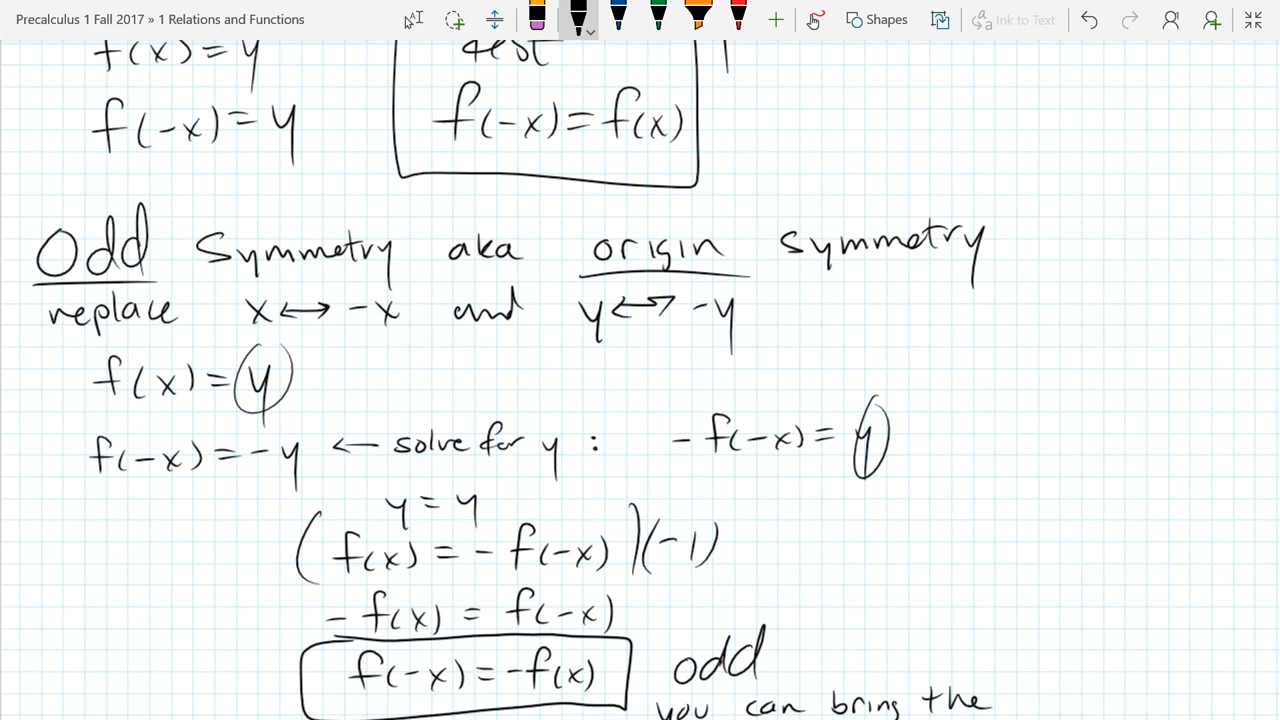 Precalculus 1 Fall 2017 » 1 Relations and Functions
Shapes
Ink to Text
f(x)=y
test
f(-x)=y
f(-x)=f(x)
Odd Symmetry aka origin symmetry
replace x↔-x and y↔-y
f(x)=y
f(-x)=-y ← solve for y: -f(-x)=y
y=y
(f(x)=-f(-x))(-1)
-f(x)=f(-x)
f(-x)=-f(x) odd
you can bring the